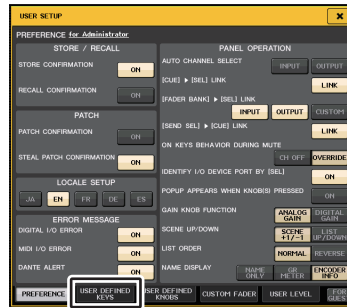 USER SETUP
PREFERENCE for Administrator
STORE / RECALL
STORE CONFIRMATION ON
RECALL CONFIRMATION ON
PATCH
PATCH CONFIRMATION ON
STEAL PATCH CONFIRMATION ON
LOCALE SETUP
JA EN FR DE ES
ERROR MESSAGE
DIGITAL I/O ERROR ON
MIDI I/O ERROR ON
DANTE ALERT ON
PANEL OPERATION
AUTO CHANNEL SELECT INPUT OUTPUT
[CUE] ▶ [SEL] LINK LINK
[FADER BANK] ▶ [SEL] LINK
INPUT OUTPUT CUSTOM
[SEND SEL] ▶ [CUE] LINK LINK
ON KEYS BEHAVIOR DURING MUTE
CH OFF OVERRIDE
IDENTIFY I/O DEVICE PORT BY [SEL] ON
POPUP APPEARS WHEN KNOB(S) PRESSED ON
GAIN KNOB FUNCTION ANALOG GAIN DIGITAL GAIN
SCENE UP/DOWN SCENE +1/-1 LIST UP/DOWN
LIST ORDER NORMAL REVERSE
NAME DISPLAY NAME ONLY GR METER ENCODER INFO
PREFERENCE USER DEFINED KEYS USER DEFINED KNOBS CUSTOM FADER USER LEVEL FOR GUES